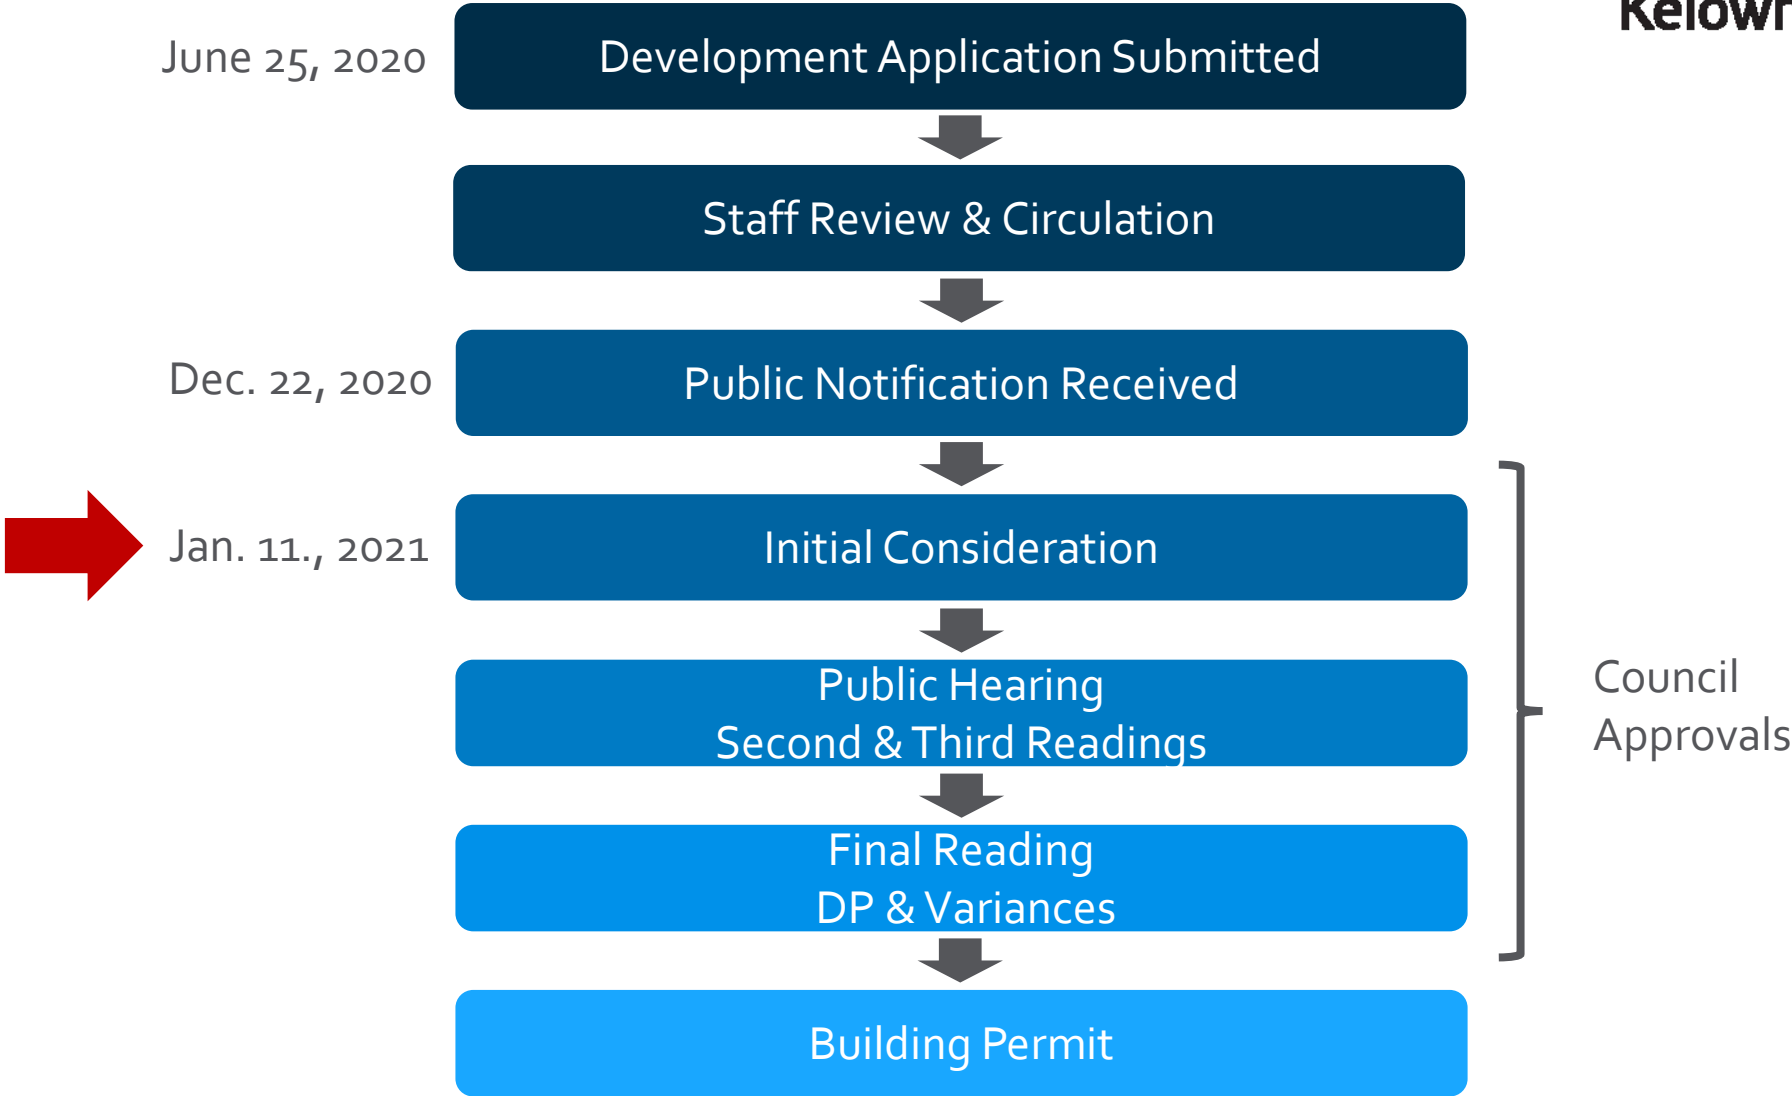 June 25, 2020
Development Application Submitted
Staff Review & Circulation
Dec. 22, 2020
Public Notification Received
Jan. 11., 2021
Initial Consideration
Public Hearing
Second & Third Readings
Council
Approvals
Final Reading
DP & Variances
Building Permit